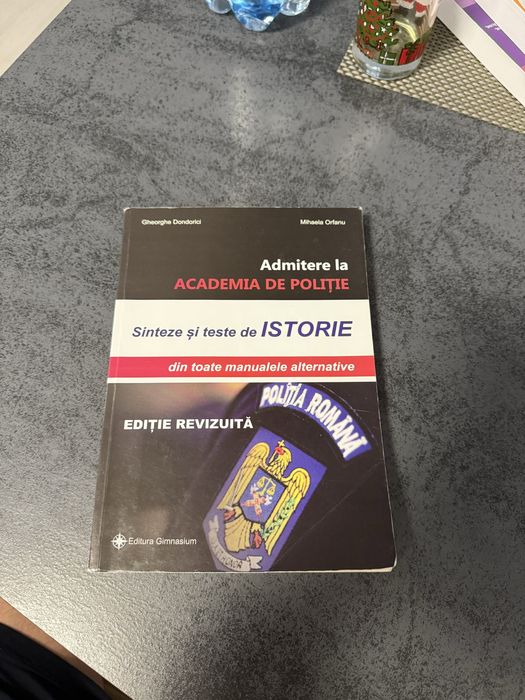 Gheorghe Dondorici
Mihaela Orfanu
Admitere la
ACADEMIA DE POLIȚIE
Sinteze și teste de ISTORIE
din toate manualele alternative
EDIȚIE REVIZUITĂ
POLIȚIA ROMÂNĂ
Editura Gimnasium